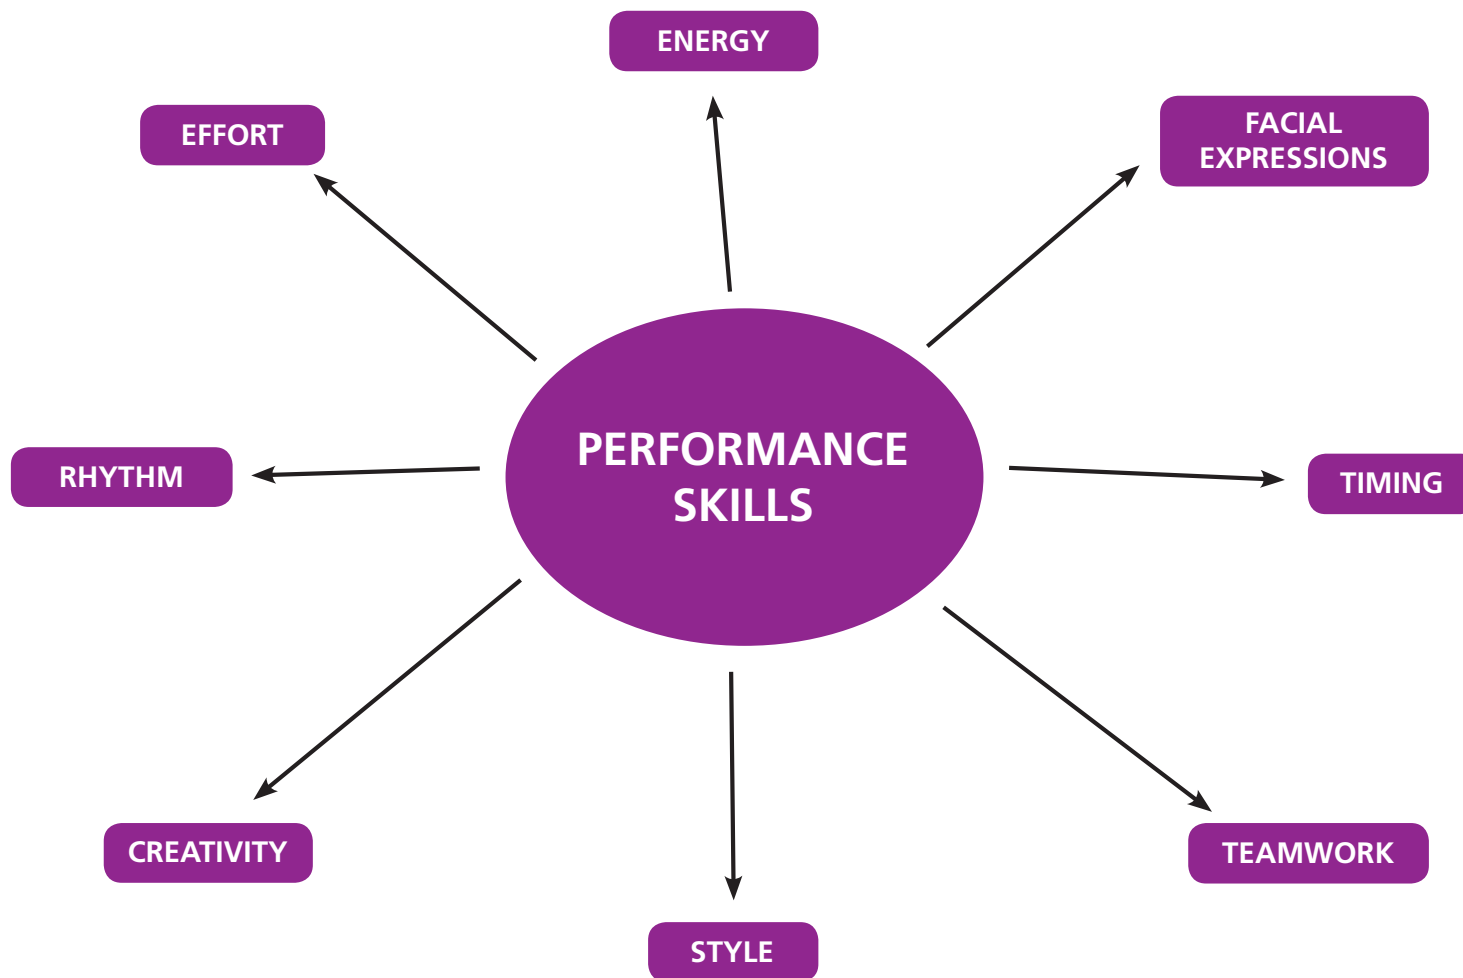 ENERGY
EFFORT
FACIAL
EXPRESSIONS
PERFORMANCE
SKILLS
RHYTHM
TIMING
CREATIVITY
TEAMWORK
STYLE